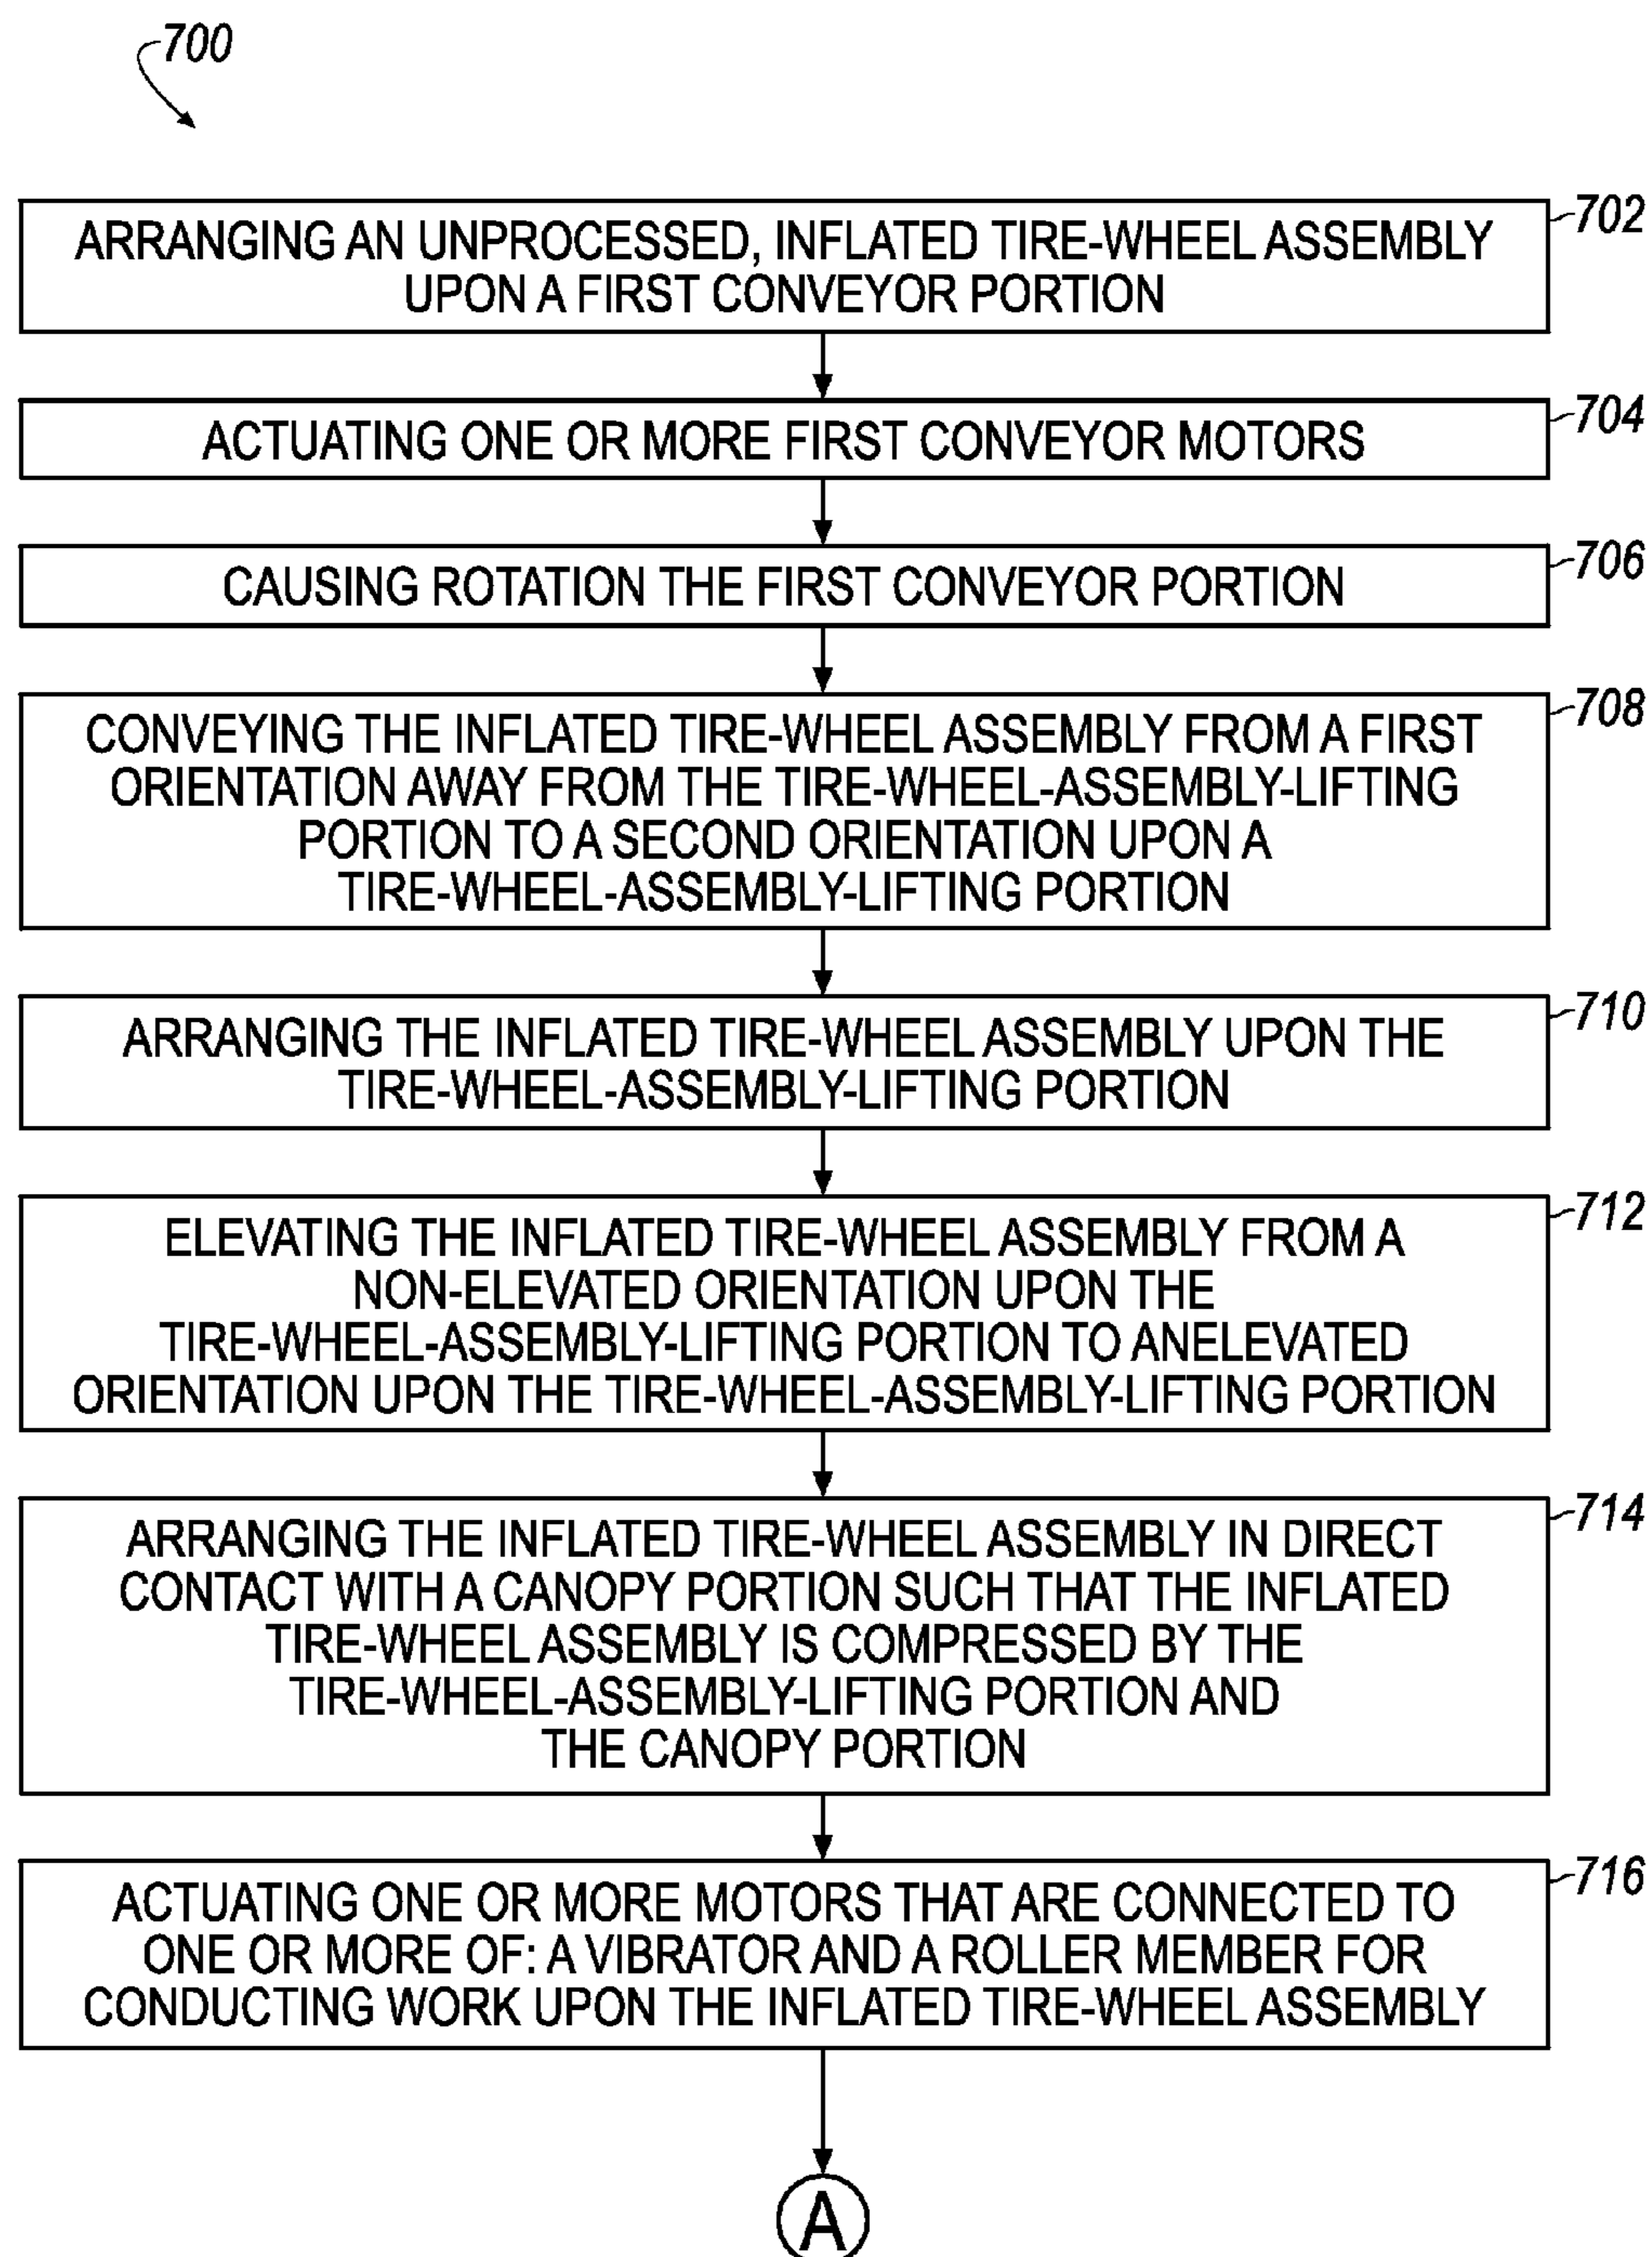 700
702
ARRANGING AN UNPROCESSED, INFLATED TIRE-WHEEL ASSEMBLY
UPON A FIRST CONVEYOR PORTION
704
ACTUATING ONE OR MORE FIRST CONVEYOR MOTORS
706
CAUSING ROTATION THE FIRST CONVEYOR PORTION
708
CONVEYING THE INFLATED TIRE-WHEEL ASSEMBLY FROM A FIRST
ORIENTATION AWAY FROM THE TIRE-WHEEL-ASSEMBLY-LIFTING
PORTION TO A SECOND ORIENTATION UPON A
TIRE-WHEEL-ASSEMBLY-LIFTING PORTION
710
ARRANGING THE INFLATED TIRE-WHEEL ASSEMBLY UPON THE
TIRE-WHEEL-ASSEMBLY-LIFTING PORTION
712
ELEVATING THE INFLATED TIRE-WHEEL ASSEMBLY FROM A
NON-ELEVATED ORIENTATION UPON THE
TIRE-WHEEL-ASSEMBLY-LIFTING PORTION TO ANELEVATED
ORIENTATION UPON THE TIRE-WHEEL-ASSEMBLY-LIFTING PORTION
714
ARRANGING THE INFLATED TIRE-WHEEL ASSEMBLY IN DIRECT
CONTACT WITH A CANOPY PORTION SUCH THAT THE INFLATED
TIRE-WHEEL ASSEMBLY IS COMPRESSED BY THE
TIRE-WHEEL-ASSEMBLY-LIFTING PORTION AND
THE CANOPY PORTION
716
ACTUATING ONE OR MORE MOTORS THAT ARE CONNECTED TO
ONE OR MORE OF: A VIBRATOR AND A ROLLER MEMBER FOR
CONDUCTING WORK UPON THE INFLATED TIRE-WHEEL ASSEMBLY
A